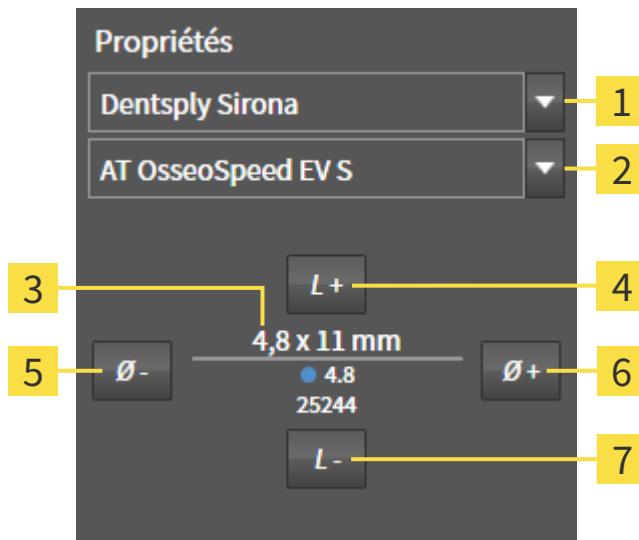 Propriétés
Dentsply Sirona
1
AT OsseoSpeed EV S
2
L +
4
3
4,8 x 11 mm
5
Ø -
4.8
Ø +
6
25244
L -
7